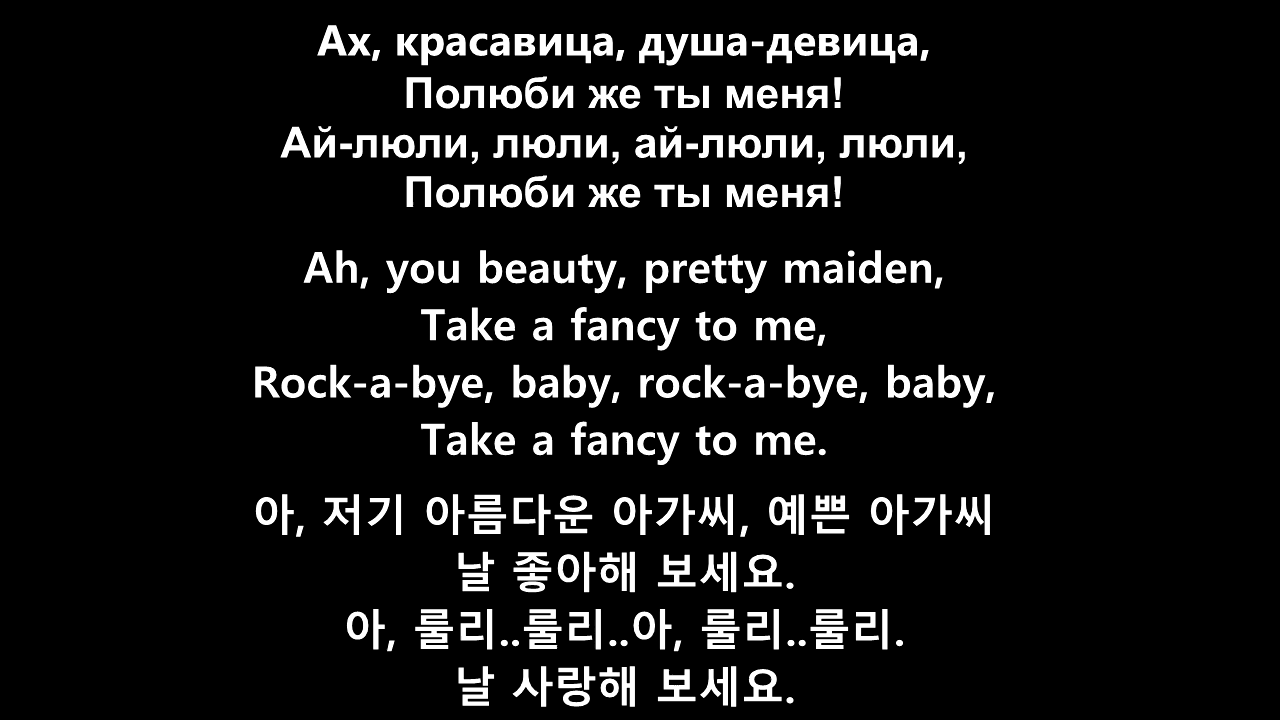 Ах, красавица, душа-девица,
Полюби же ты меня!
Ай-люли, люли, ай-люли, люли,
Полюби же ты меня!
Ah, you beauty, pretty maiden,
Take a fancy to me,
Rock-a-bye, baby, rock-a-bye, baby,
Take a fancy to me.
아, 저기 아름다운 아가씨, 예쁜 아가씨
날 좋아해 보세요.
아, 룰리..룰리..아, 룰리..룰리.
날 사랑해 보세요.